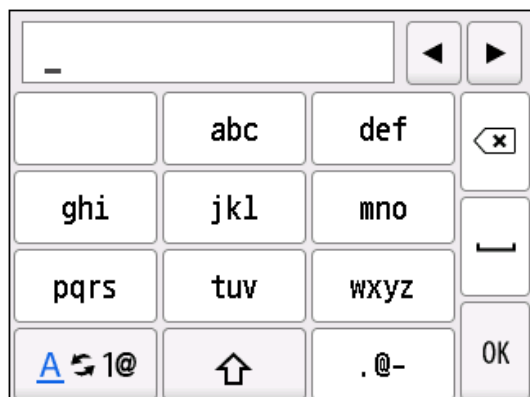 _
abc def
ghi jkl mno
pqrs tuv wxyz
A 1@ .@- OK